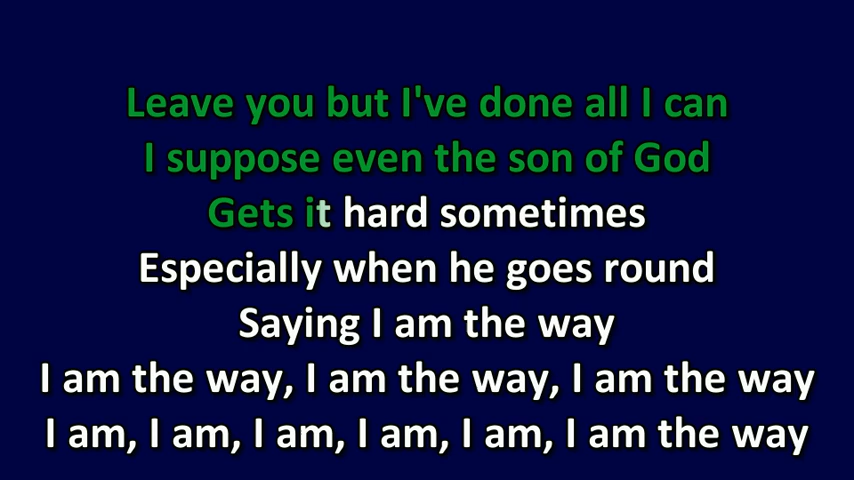 Leave you but I've done all I can
I suppose even the son of God
Gets it hard sometimes
Especially when he goes round
Saying I am the way
I am the way, I am the way, I am the way
I am, I am, I am, I am, I am, I am the way